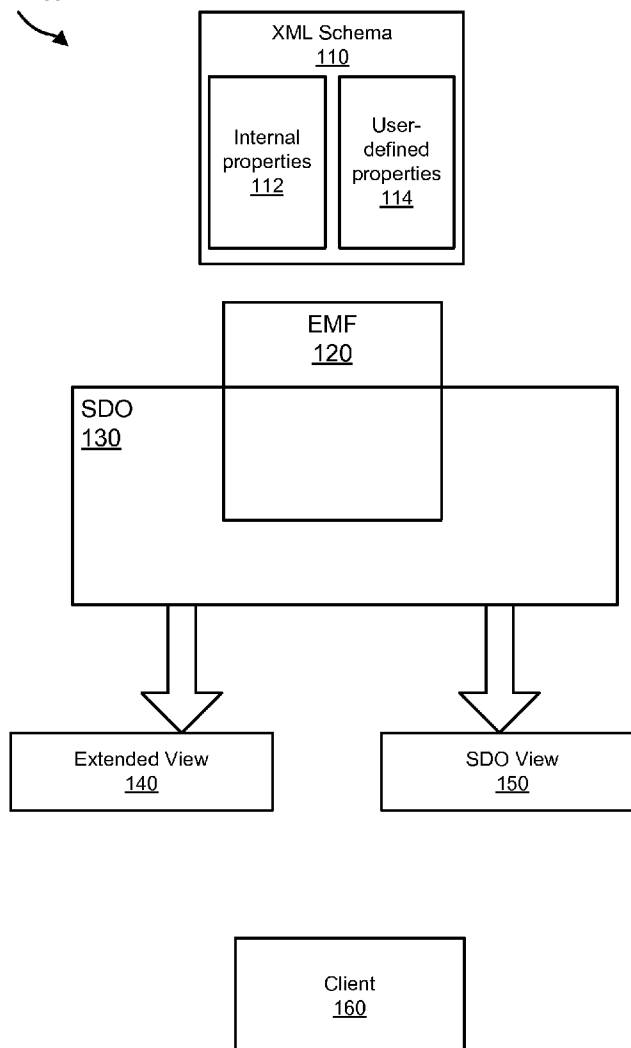 XML Schema
110
Internal
properties
112
User-
defined
properties
114
EMF
120
SDO
130
Extended View
140
SDO View
150
Client
160